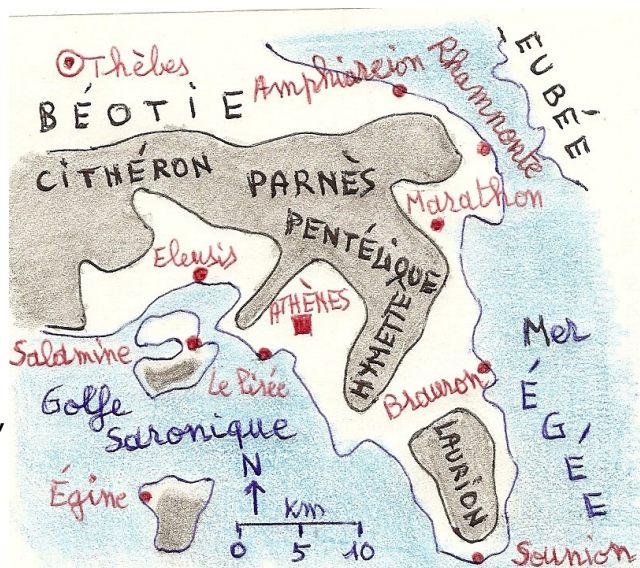 Thèbes
BÉOTIE
Amphiareion
Rhamnonte
EUBÉE
CITHÉRON
PARNÈS
PENTÉLIQUE
Marathon
Eleusis
ATHÈNES
HYMETTE
Mer
ÉGÉE
Salamine
Le Pirée
Brauron
Golfe
Saronique
LAURION
N
Égine
km
0 5 10
Sounion